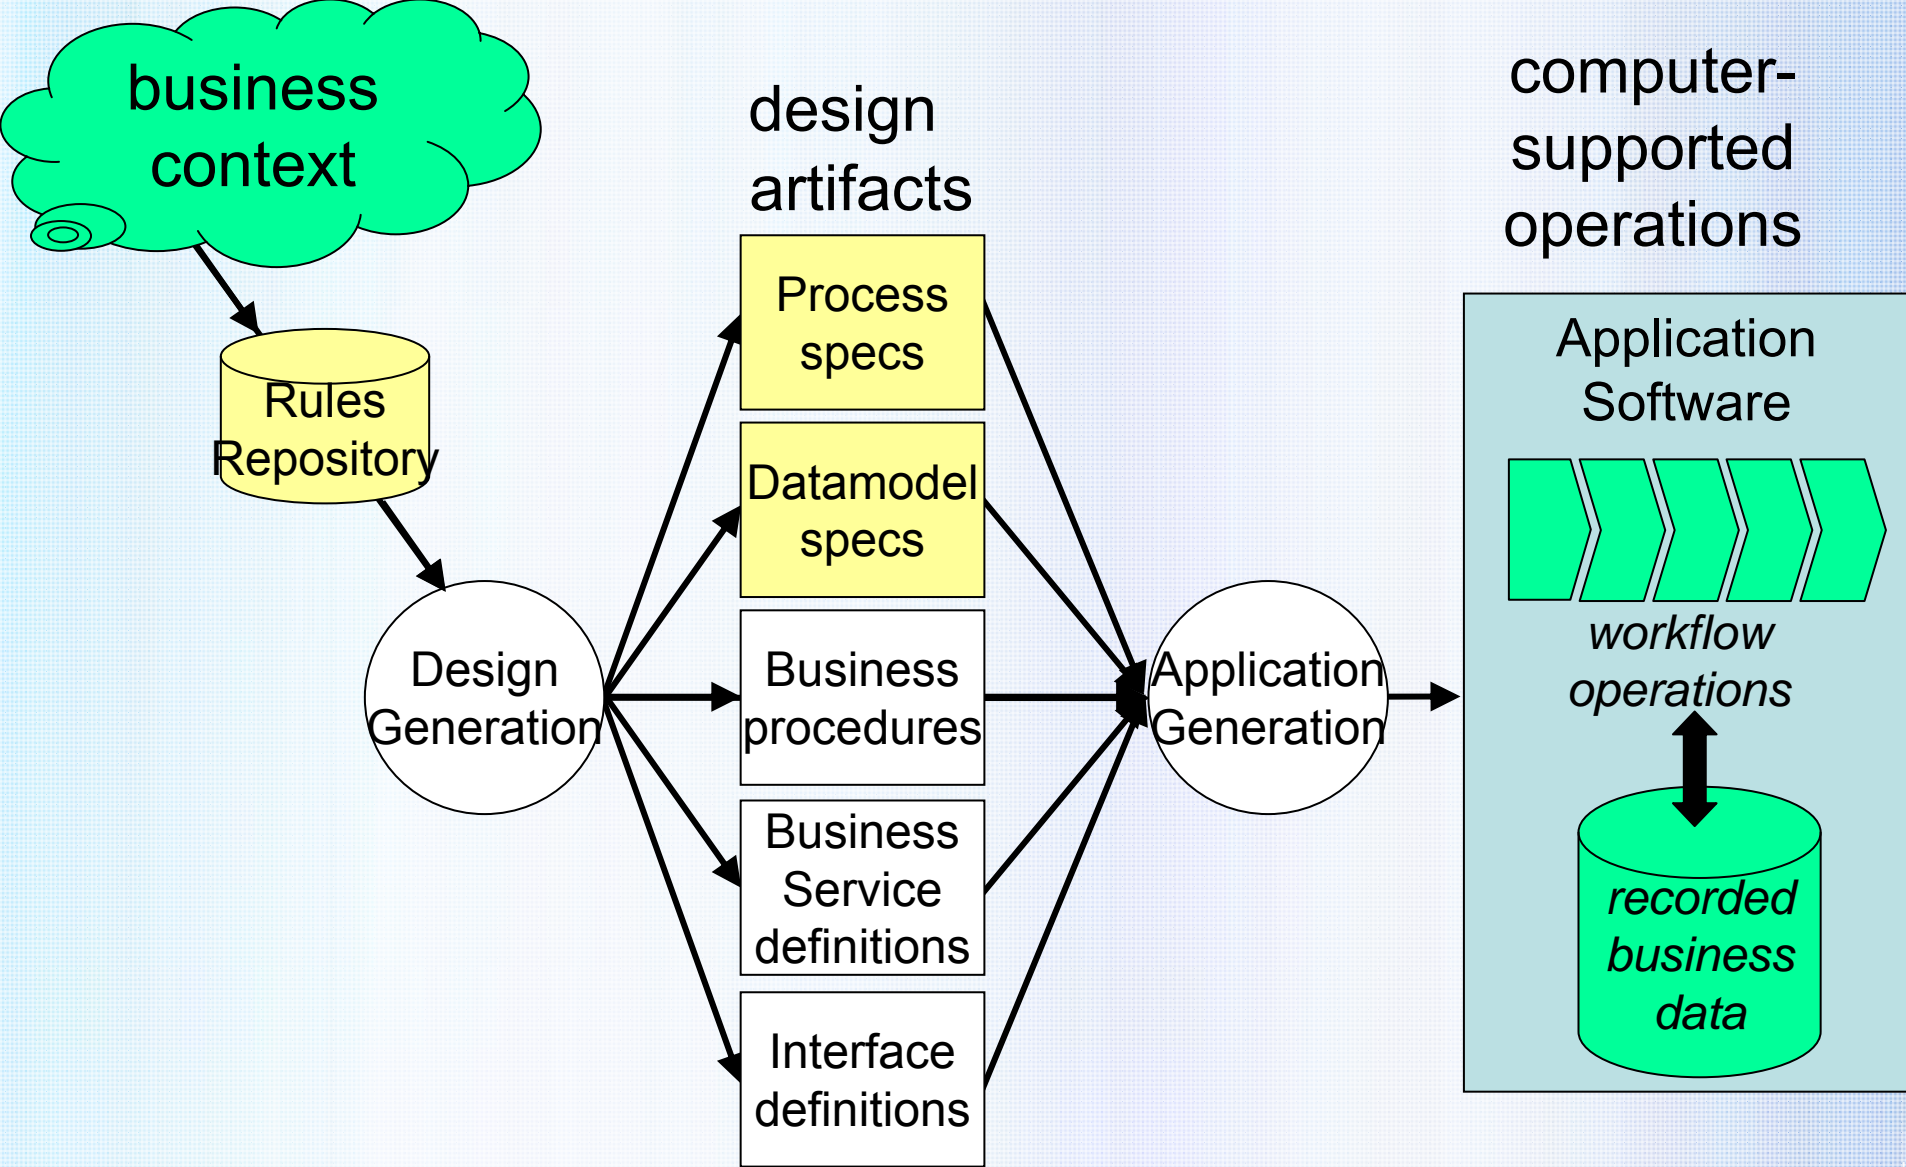 business
context
Rules
Repository
Design
Generation
design
artifacts
Process
specs
Datamodel
specs
Business
procedures
Business
Service
definitions
Interface
definitions
Application
Generation
computer-
supported
operations
Application
Software
workflow
operations
recorded
business
data